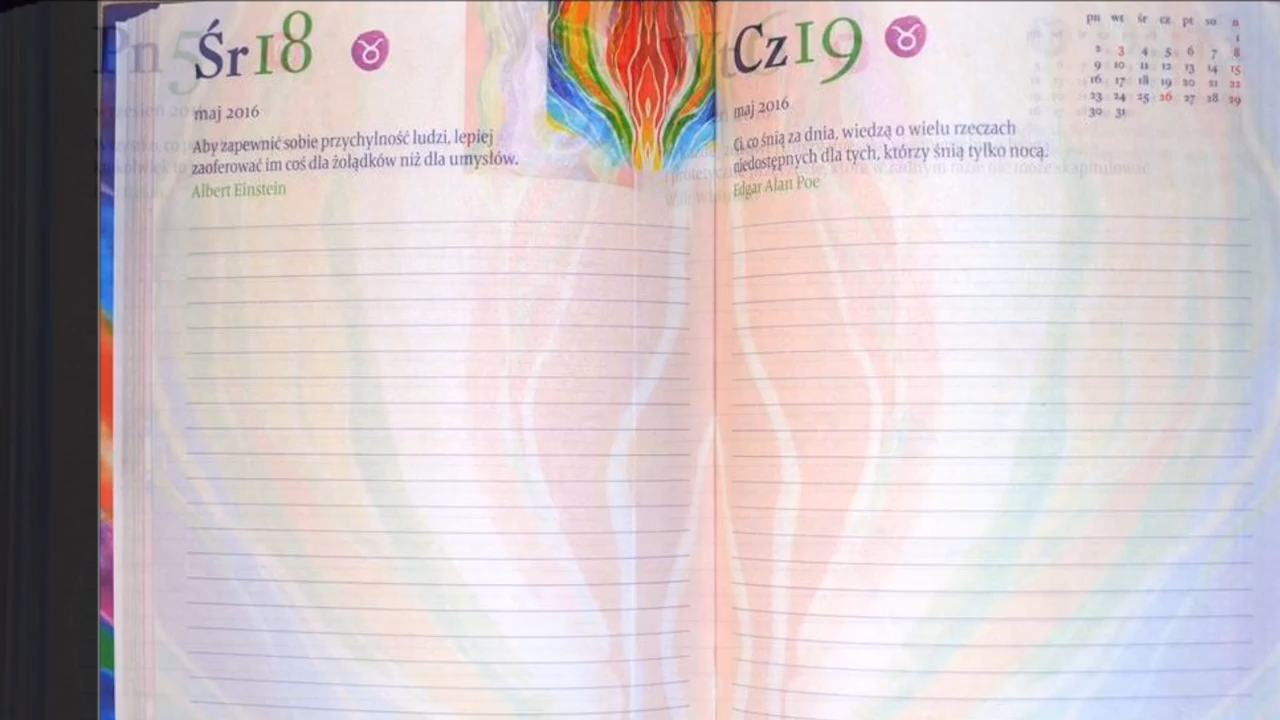 Śr 18
maj 2016
Aby zapewnić sobie przychylność ludzi, lepiej
zaoferować im coś dla żołądków niż dla umysłów.
Albert Einstein
Cz 19
maj 2016
Ci, co śnią za dnia, wiedzą o wielu rzeczach
niedostępnych dla tych, którzy śnią tylko nocą.
Edgar Alan Poe
pn wt śr cz pt so n
1
2 3 4 5 6 7 8
9 10 11 12 13 14 15
16 17 18 19 20 21 22
23 24 25 26 27 28 29
30 31
Pn 5
wrzesień 20